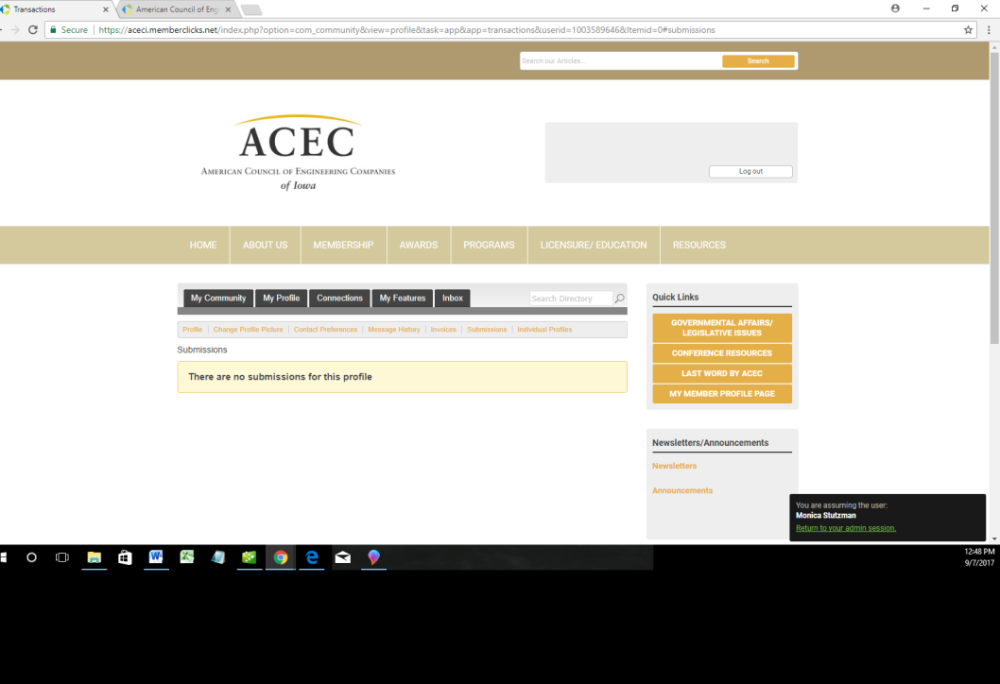 Transactions
American Council of Eng
Secure | https://aceci.memberclicks.net/index.php?option=com_community&view=profile&task=app&app=transactions&userid=1003589646&Itemid=0#submissions
Search our Articles...
Search
ACEC
American Council of Engineering Companies
of Iowa
Log out
HOME
ABOUT US
MEMBERSHIP
AWARDS
PROGRAMS
LICENSURE/ EDUCATION
RESOURCES
My Community
My Profile
Connections
My Features
Inbox
Search Directory
Profile | Change Profile Picture | Contact Preferences | Message History | Invoices | Submissions | Individual Profiles
Submissions
There are no submissions for this profile
Quick Links
GOVERNMENTAL AFFAIRS/
LEGISLATIVE ISSUES
CONFERENCE RESOURCES
LAST WORD BY ACEC
MY MEMBER PROFILE PAGE
Newsletters/Announcements
Newsletters
Announcements
You are assuming the user:
Monica Stutzman
Return to your admin session.
12:48 PM
9/7/2017